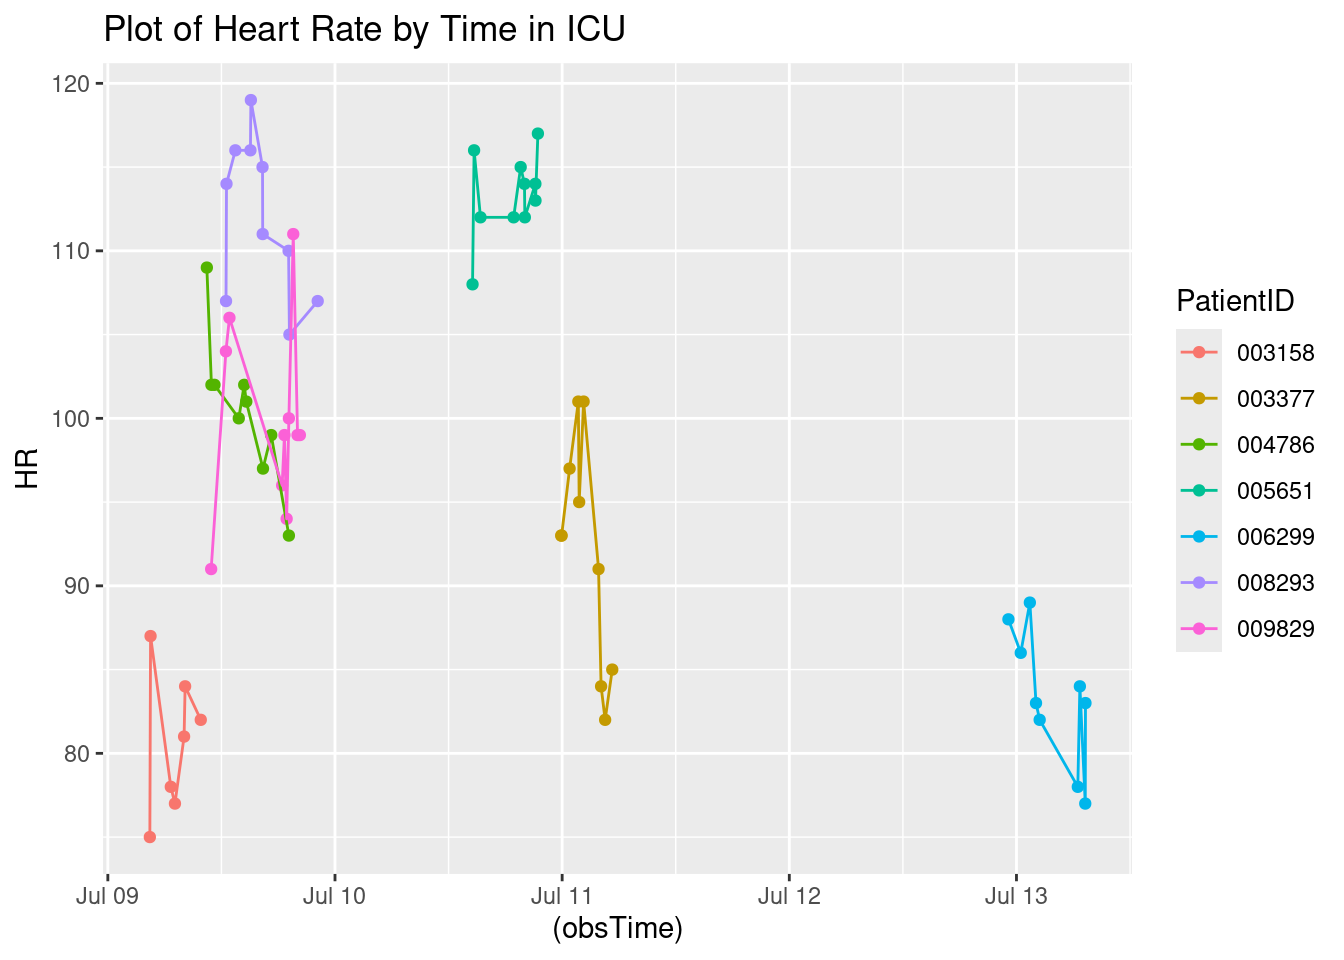 Plot of Heart Rate by Time in ICU
120
110
100
90
80
HR
Jul 09 Jul 10 Jul 11 Jul 12 Jul 13
(obsTime)
PatientID
003158
003377
004786
005651
006299
008293
009829